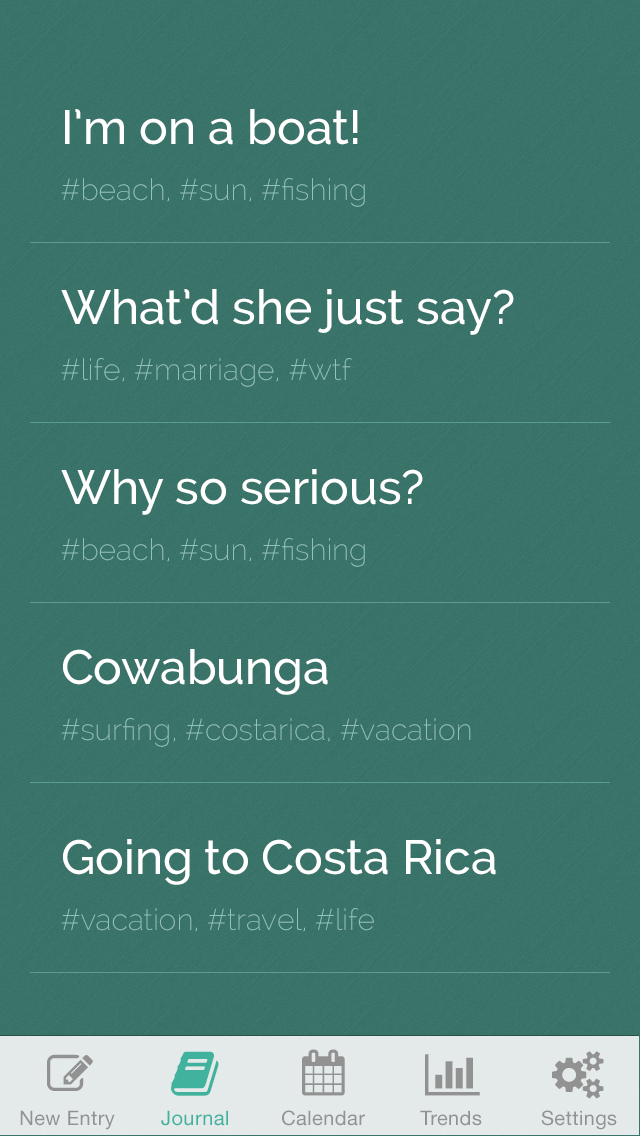 I'm on a boat!
#beach, #sun, #fishing
What'd she just say?
#life, #marriage, #wtf
Why so serious?
#beach, #sun, #fishing
Cowabunga
#surfing, #costarica, #vacation
Going to Costa Rica
#vacation, #travel, #life
New Entry Journal Calendar Trends Settings